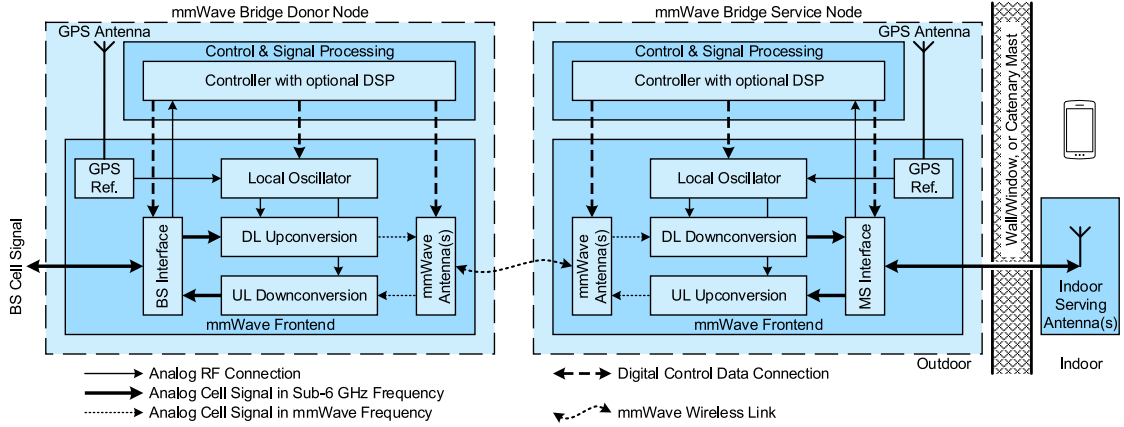 mmWave Bridge Donor Node
GPS Antenna
Control & Signal Processing
Controller with optional DSP
GPS
Ref.
Local Oscillator
BS Cell Signal
BS Interface
DL Upconversion
UL Downconversion
mmWave
Antenna(s)
mmWave Frontend
mmWave Bridge Service Node
GPS Antenna
Control & Signal Processing
Controller with optional DSP
Local Oscillator
GPS
Ref.
mmWave
Antenna(s)
DL Downconversion
UL Upconversion
MS Interface
mmWave Frontend
Outdoor
Wall/Window, or Catenary Mast
Indoor
Serving
Antenna(s)
Indoor
Analog RF Connection
Analog Cell Signal in Sub-6 GHz Frequency
Analog Cell Signal in mmWave Frequency
Digital Control Data Connection
mmWave Wireless Link